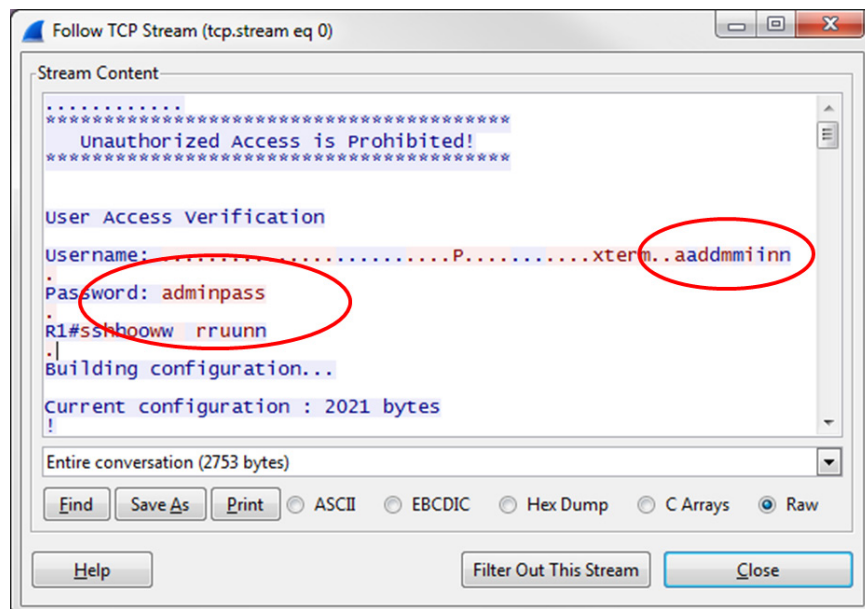 Follow TCP Stream (tcp.stream eq 0)
Stream Content
............
*****************************************
Unauthorized Access is Prohibited!
*****************************************
User Access Verification
Username: .........................P...........xterm..aaddmmiinn
.
Password: adminpass
.
R1#sshhooww  rruunn
.
Building configuration...
Current configuration : 2021 bytes
!
Entire conversation (2753 bytes)
Find Save As Print ASCII EBCDIC Hex Dump C Arrays Raw
Help Filter Out This Stream Close